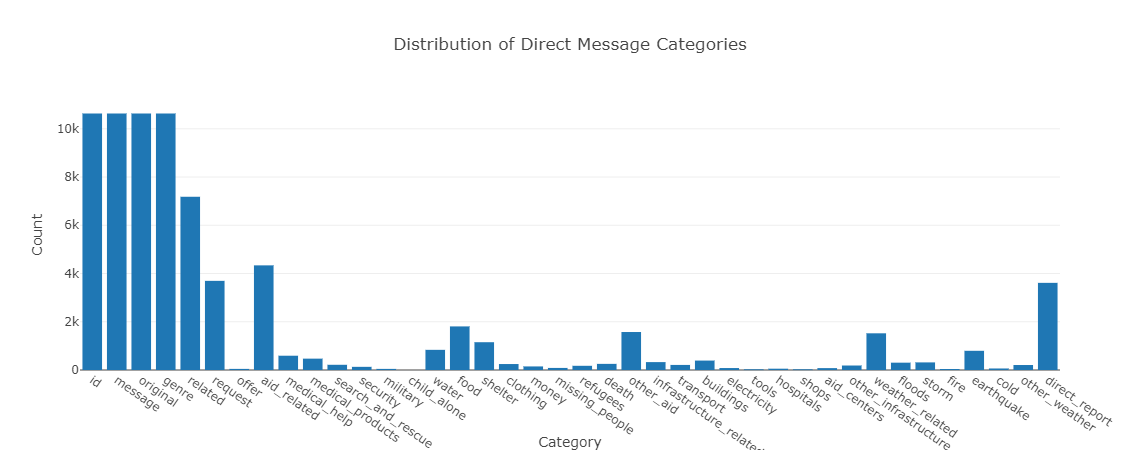 Distribution of Direct Message Categories
Count
10k
8k
6k
4k
2k
0
id
message
original
genre
related
request
offer
aid_related
medical_help
medical_products
search_and_rescue
security
military
child_alone
water
food
shelter
clothing
money
missing_people
refugees
death
other_aid
infrastructure_related
transport
buildings
electricity
tools
hospitals
shops
aid_centers
other_infrastructure
weather_related
floods
storm
fire
earthquake
cold
other_weather
direct_report
Category